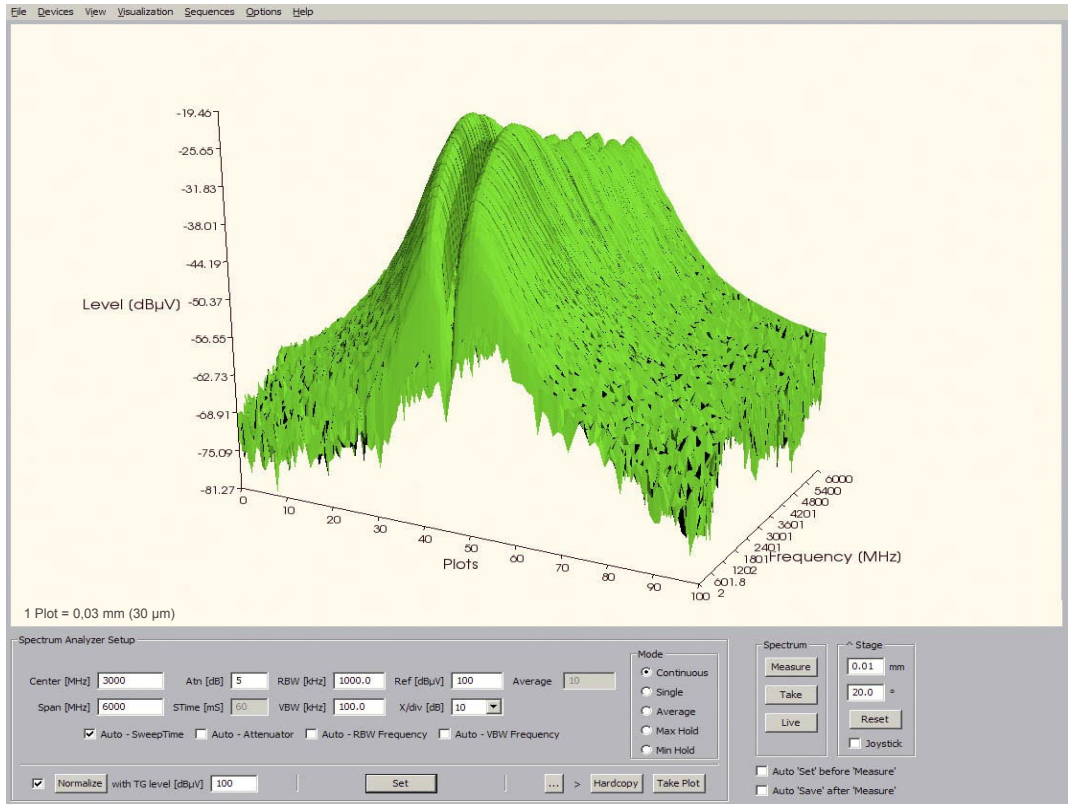 File Devices View Visualization Sequences Options Help
-19.46
-25.65
-31.83
-38.01
-44.19
Level (dBµV)
-50.37
-56.55
-62.73
-68.91
-75.09
-81.27
0 10 20 30 40 50 60 70 80 90 100
Plots
2 601.8 1202 1801 2401 3001 3601 4201 4800 5400 6000
Frequency (MHz)
1 Plot = 0,03 mm (30 µm)
Spectrum Analyzer Setup
Center [MHz] 3000 Atn [dB] 5 RBW [kHz] 1000.0 Ref [dBµV] 100 Average 10
Span [MHz] 6000 STime [mS] 60 VBW [kHz] 100.0 X/div [dB] 10
Auto - SweepTime Auto - Attenuator Auto - RBW Frequency Auto - VBW Frequency
Mode
Continuous
Single
Average
Max Hold
Min Hold
Normalize with TG level [dBµV] 100 Set ... > Hardcopy Take Plot
Spectrum
Measure
Take
Live
^ Stage
0.01 mm
20.0 °
Reset
Joystick
Auto 'Set' before 'Measure'
Auto 'Save' after 'Measure'